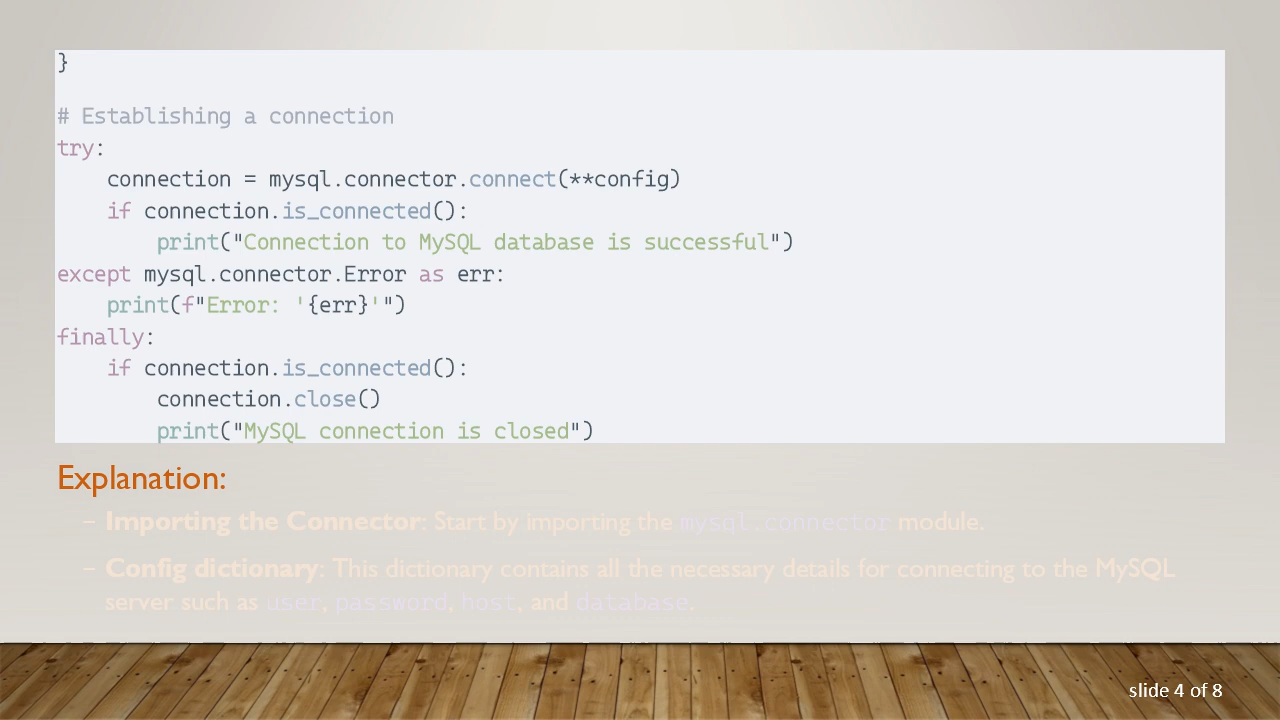 }
# Establishing a connection
try:
    connection = mysql.connector.connect(**config)
    if connection.is_connected():
        print("Connection to MySQL database is successful")
except mysql.connector.Error as err:
    print(f"Error: '{err}'")
finally:
    if connection.is_connected():
        connection.close()
        print("MySQL connection is closed")
Explanation:
– Importing the Connector: Start by importing the mysql.connector module.
– Config dictionary: This dictionary contains all the necessary details for connecting to the MySQL
server such as user, password, host, and database.
slide 4 of 8